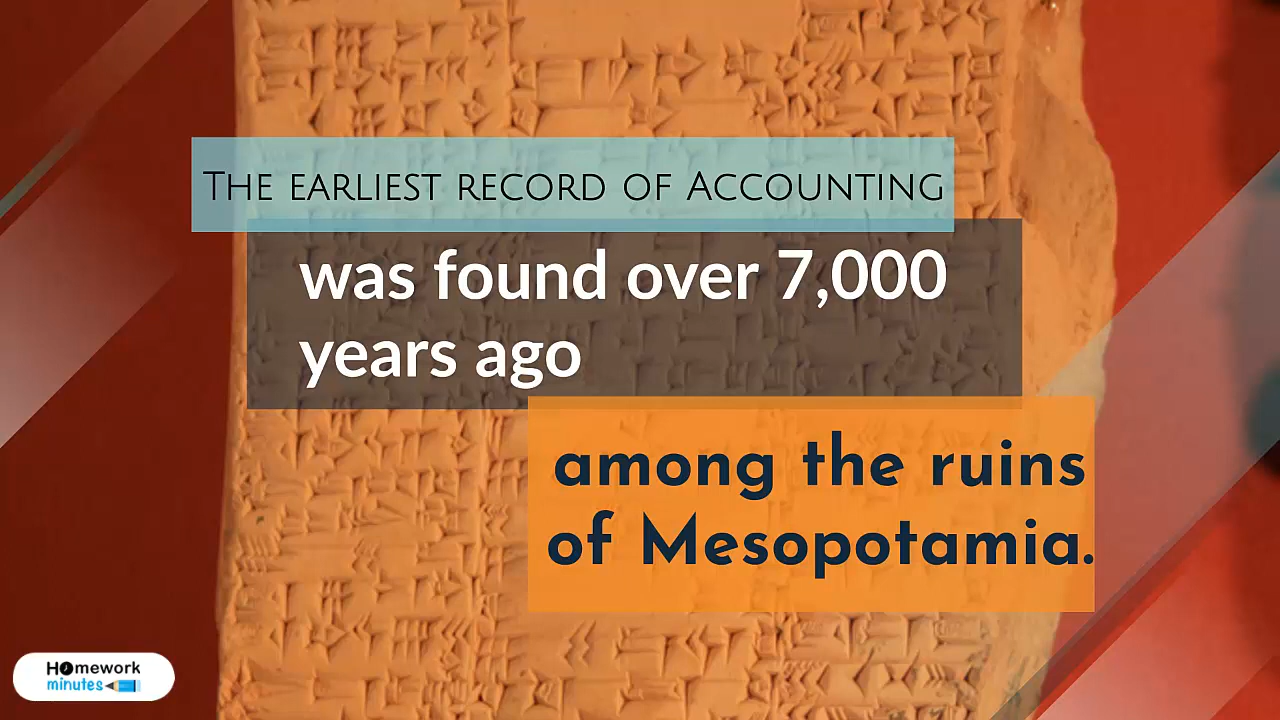 The earliest record of Accounting
was found over 7,000
years ago
among the ruins
of Mesopotamia.
Homework
minutes